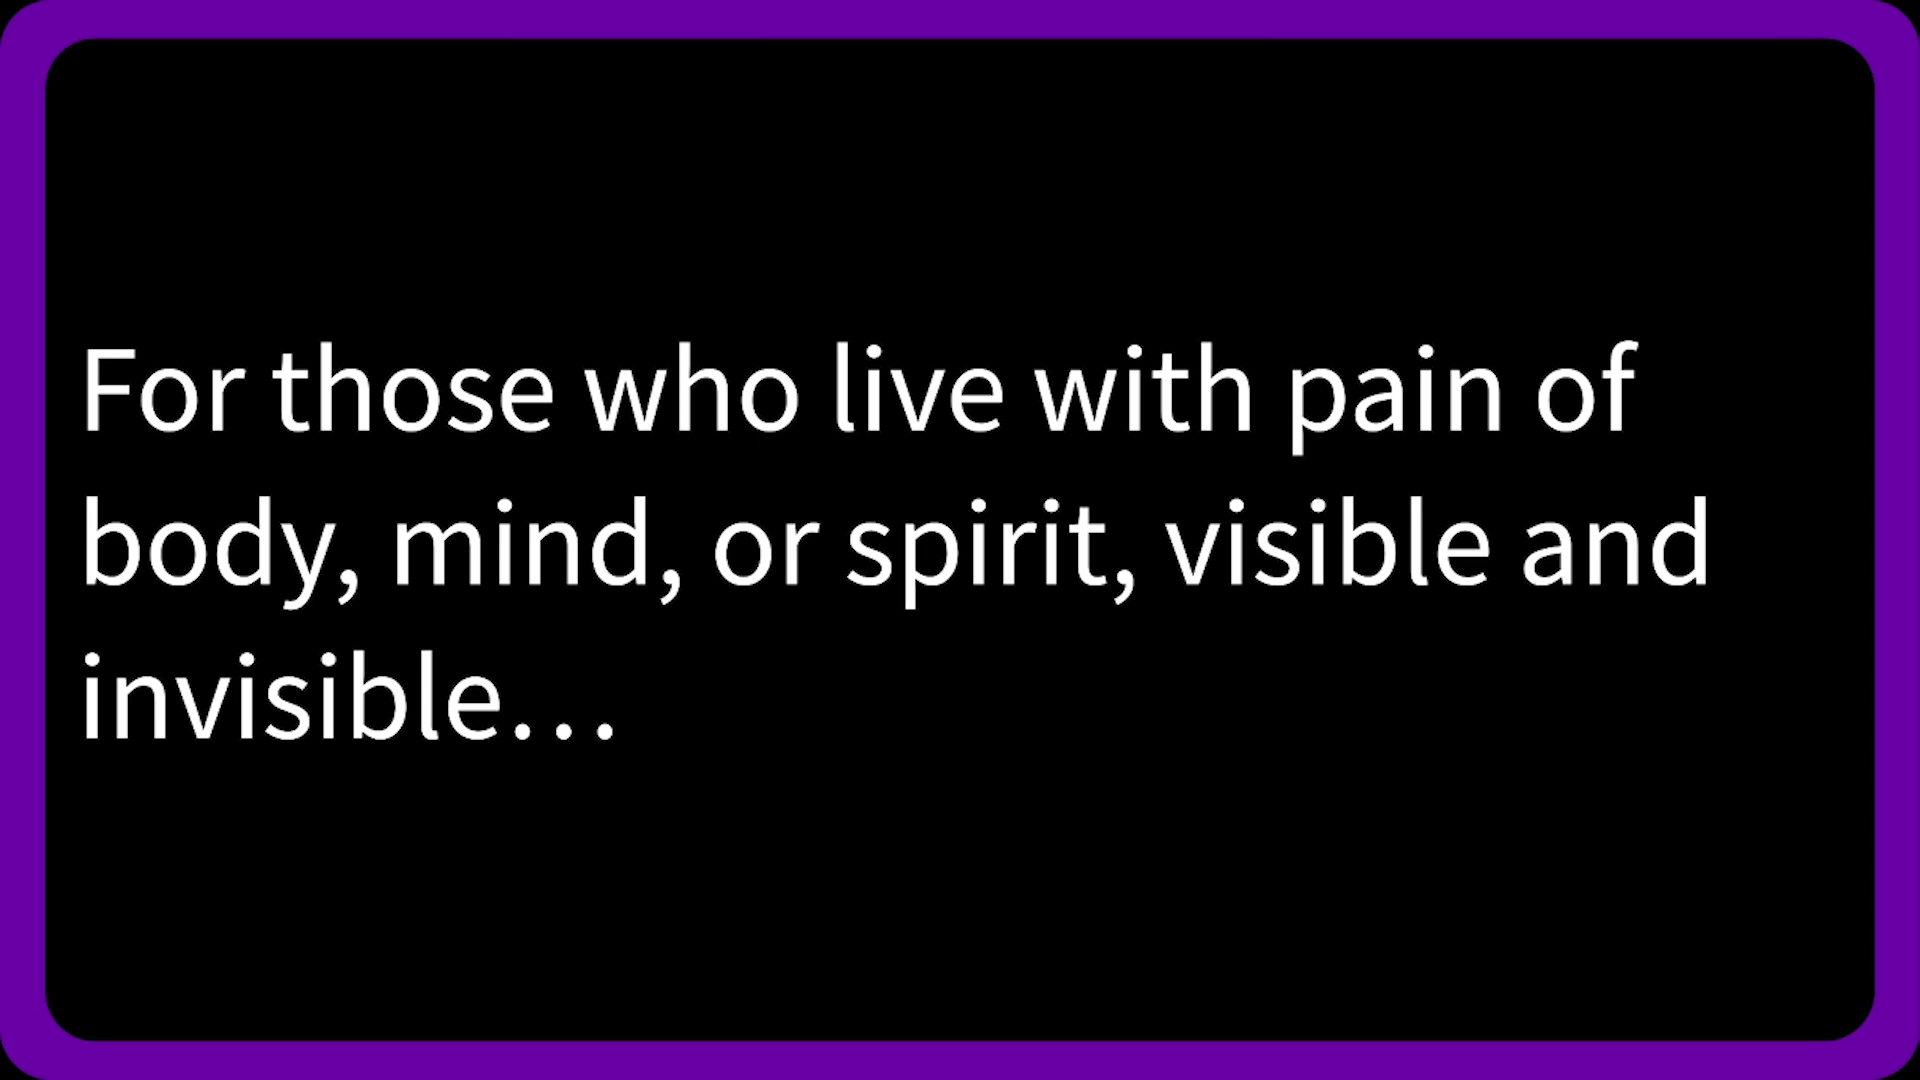 For those who live with pain of
body, mind, or spirit, visible and
invisible…